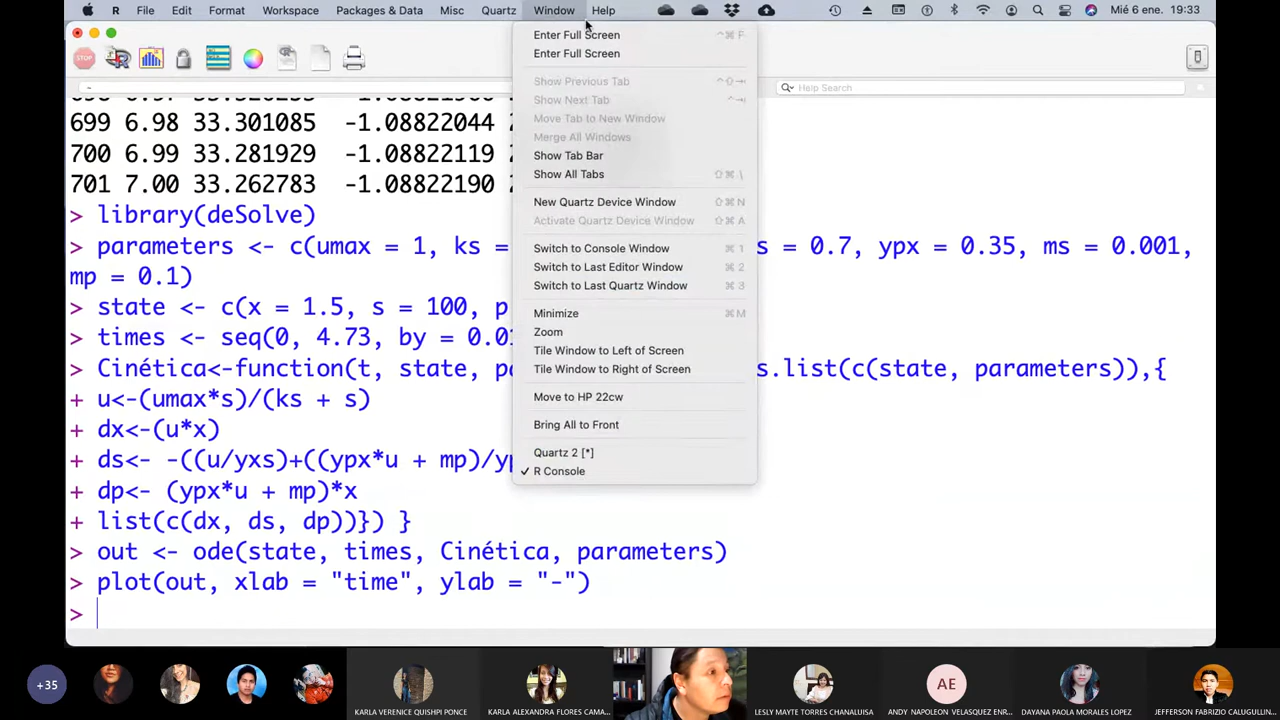 R File Edit Format Workspace Packages & Data Misc Quartz Window Help Mié 6 ene. 19:33
Enter Full Screen ^⌘F
Enter Full Screen
Show Previous Tab ^⇧⇥
Show Next Tab ^⇥
Move Tab to New Window
Merge All Windows
Show Tab Bar
Show All Tabs ⇧⌘\
New Quartz Device Window ⇧⌘N
Activate Quartz Device Window ⇧⌘A
Switch to Console Window ⌘1
Switch to Last Editor Window ⌘2
Switch to Last Quartz Window ⌘3
Minimize ⌘M
Zoom
Tile Window to Left of Screen
Tile Window to Right of Screen
Move to HP 22cw
Bring All to Front
Quartz 2 [*]
✓ R Console
STOP
~
Help Search
699 6.98 33.301085 -1.08822044
700 6.99 33.281929 -1.08822119
701 7.00 33.262783 -1.08822190
> library(deSolve)
> parameters <- c(umax = 1, ks = s = 0.7, ypx = 0.35, ms = 0.001,
mp = 0.1)
> state <- c(x = 1.5, s = 100, p
> times <- seq(0, 4.73, by = 0.01
> Cinética<-function(t, state, pa s.list(c(state, parameters)),{
+ u<-(umax*s)/(ks + s)
+ dx<-(u*x)
+ ds<- -((u/yxs)+((ypx*u + mp)/yp
+ dp<- (ypx*u + mp)*x
+ list(c(dx, ds, dp))}) }
> out <- ode(state, times, Cinética, parameters)
> plot(out, xlab = "time", ylab = "-")
>
+35
KARLA VERENICE QUISHPI PONCE
KARLA ALEXANDRA FLORES CAMA...
LESLY MAYTE TORRES CHANALUISA
AE
ANDY NAPOLEON VELASQUEZ ENR...
DAYANA PAOLA MORALES LOPEZ
JEFFERSON FABRIZIO CALUGULLIN...